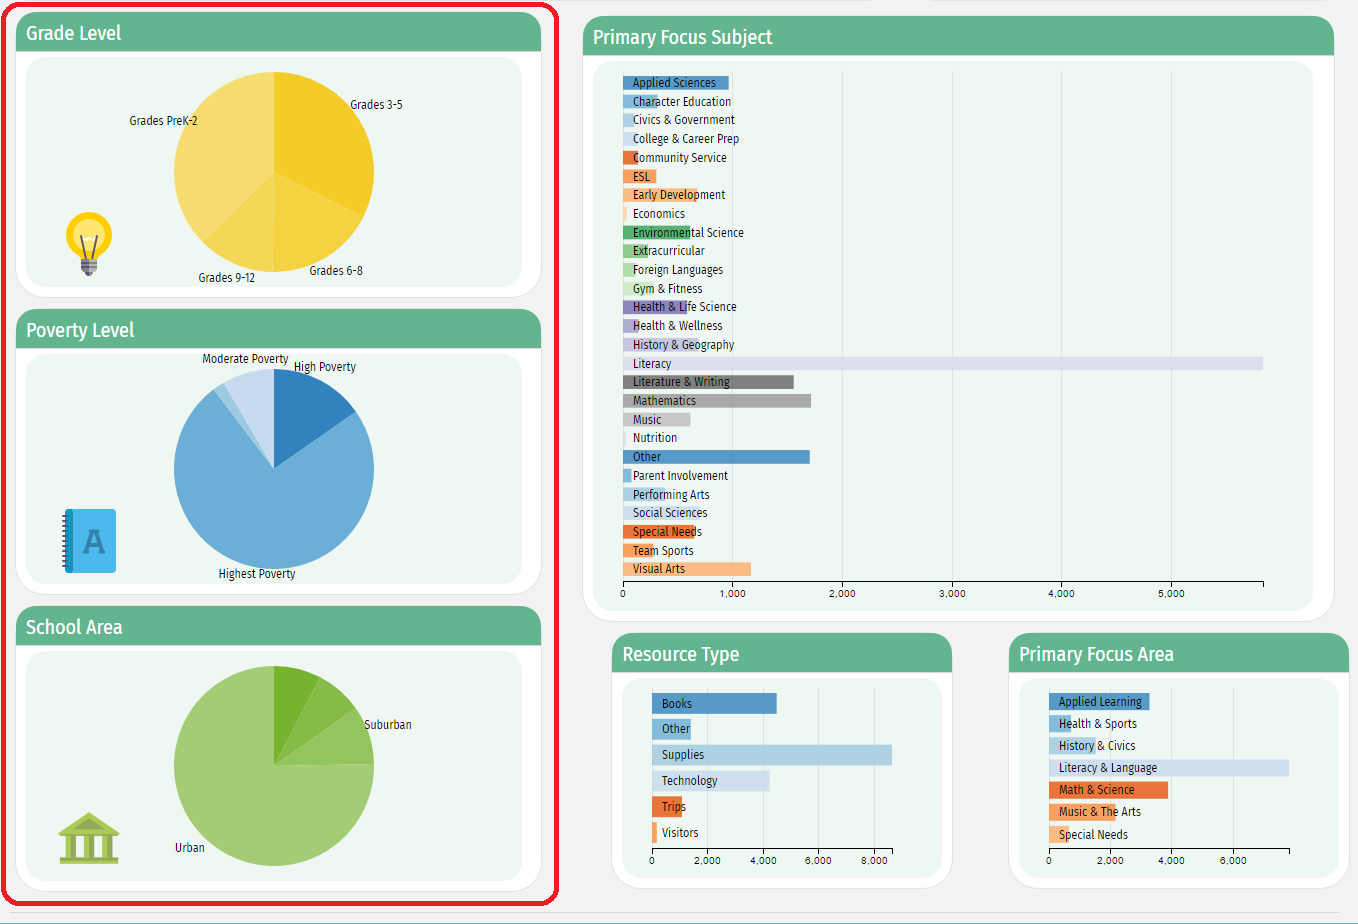 Grade Level
Grades 3-5
Grades PreK-2
Grades 6-8
Grades 9-12
Poverty Level
Moderate Poverty
High Poverty
A
Highest Poverty
School Area
Suburban
Urban
Primary Focus Subject
Applied Sciences
Character Education
Civics & Government
College & Career Prep
Community Service
ESL
Early Development
Economics
Environmental Science
Extracurricular
Foreign Languages
Gym & Fitness
Health & Life Science
Health & Wellness
History & Geography
Literacy
Literature & Writing
Mathematics
Music
Nutrition
Other
Parent Involvement
Performing Arts
Social Sciences
Special Needs
Team Sports
Visual Arts
0 1,000 2,000 3,000 4,000 5,000
Resource Type
Books
Other
Supplies
Technology
Trips
Visitors
0 2,000 4,000 6,000 8,000
Primary Focus Area
Applied Learning
Health & Sports
History & Civics
Literacy & Language
Math & Science
Music & The Arts
Special Needs
0 2,000 4,000 6,000